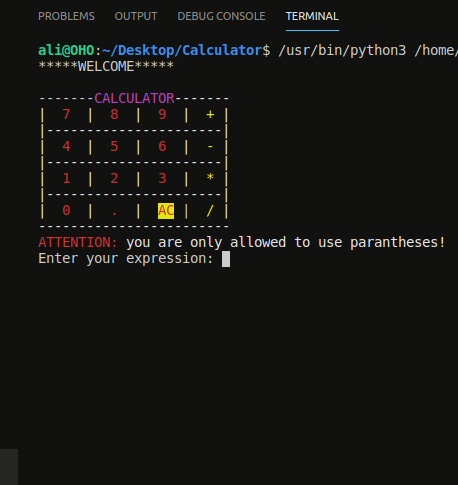 PROBLEMS OUTPUT DEBUG CONSOLE TERMINAL
ali@OHO:~/Desktop/Calculator$ /usr/bin/python3 /home/
*****WELCOME*****
-------CALCULATOR-------
|  7  |  8  |  9  |  + |
|----------------------|
|  4  |  5  |  6  |  - |
|----------------------|
|  1  |  2  |  3  |  * |
|----------------------|
|  0  |  .  |  AC |  / |
------------------------
ATTENTION: you are only allowed to use parantheses!
Enter your expression: